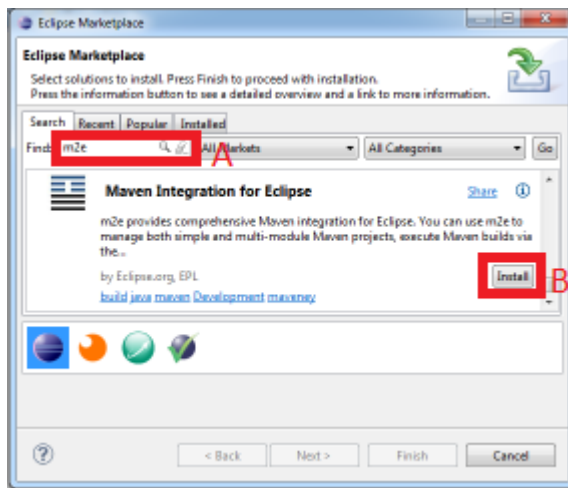 Eclipse Marketplace
Eclipse Marketplace
Select solutions to install. Press Finish to proceed with installation.
Press the information button to see a detailed overview and a link to more information.
Search Recent Popular Installed
Find: m2e A All Markets All Categories Go
Maven Integration for Eclipse Share
m2e provides comprehensive Maven integration for Eclipse. You can use m2e to
manage both simple and multi-module Maven projects, execute Maven builds via
the...
by Eclipse.org, EPL Install B
build java maven Development
< Back Next > Finish Cancel